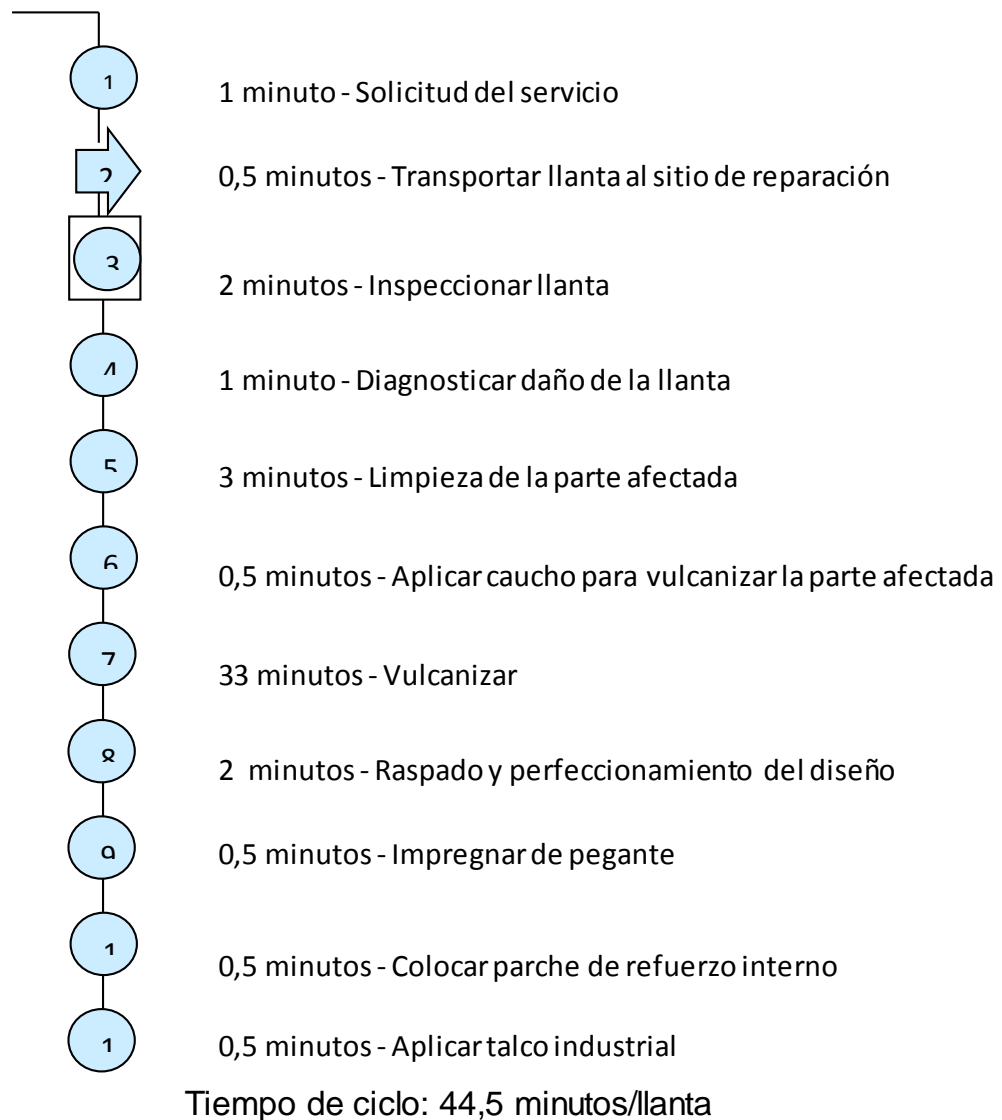 1
1 minuto - Solicitud del servicio
2
0,5 minutos - Transportar llanta al sitio de reparación
3
2 minutos - Inspeccionar llanta
4
1 minuto - Diagnosticar daño de la llanta
5
3 minutos - Limpieza de la parte afectada
6
0,5 minutos - Aplicar caucho para vulcanizar la parte afectada
7
33 minutos - Vulcanizar
8
2 minutos - Raspado y perfeccionamiento del diseño
9
0,5 minutos - Impregnar de pegante
1
0,5 minutos - Colocar parche de refuerzo interno
1
0,5 minutos - Aplicar talco industrial
Tiempo de ciclo: 44,5 minutos/llanta